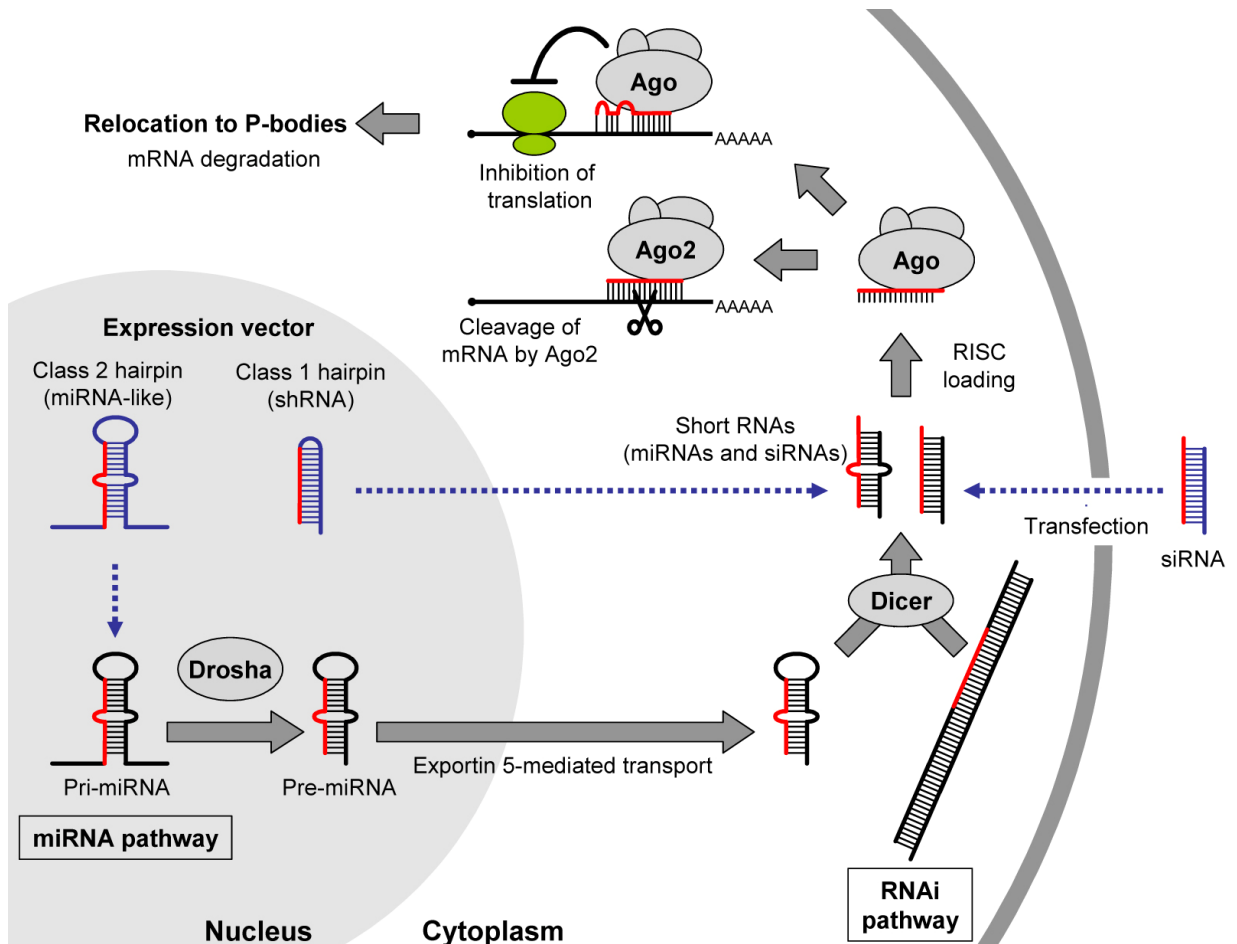 Ago
Relocation to P-bodies
mRNA degradation
AAAAA
Inhibition of
translation
Ago2
Ago
AAAAA
Cleavage of
mRNA by Ago2
Expression vector
Class 2 hairpin
(miRNA-like)
Class 1 hairpin
(shRNA)
RISC
loading
Short RNAs
(miRNAs and siRNAs)
Transfection
siRNA
Dicer
Drosha
Pri-miRNA
Pre-miRNA
Exportin 5-mediated transport
miRNA pathway
RNAi
pathway
Nucleus
Cytoplasm